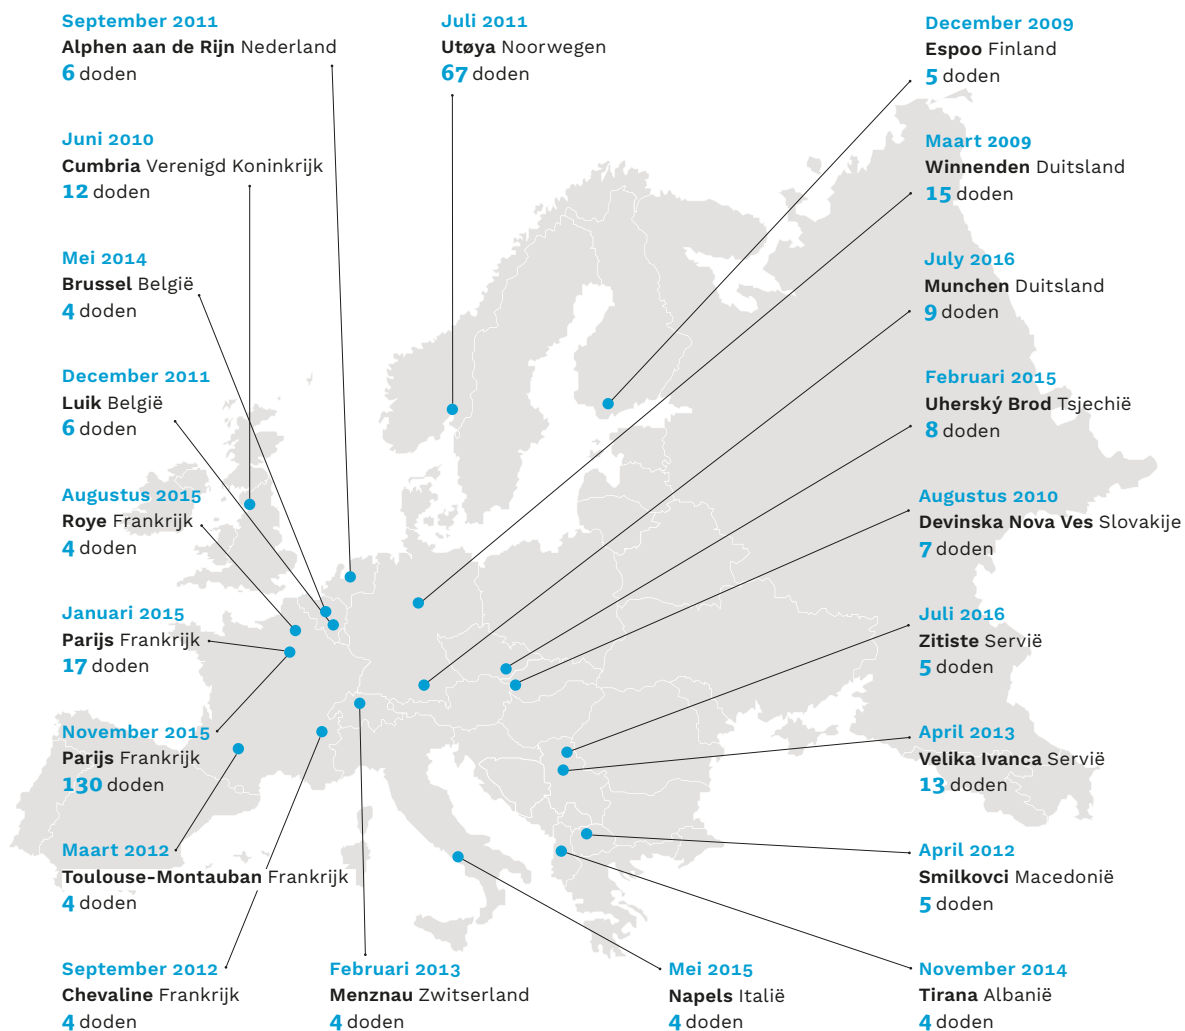 September 2011
Alphen aan de Rijn Nederland
6 doden
Juli 2011
Utøya Noorwegen
67 doden
December 2009
Espoo Finland
5 doden
Juni 2010
Cumbria Verenigd Koninkrijk
12 doden
Maart 2009
Winnenden Duitsland
15 doden
Mei 2014
Brussel België
4 doden
July 2016
Munchen Duitsland
9 doden
December 2011
Luik België
6 doden
Februari 2015
Uherský Brod Tsjechië
8 doden
Augustus 2015
Roye Frankrijk
4 doden
Augustus 2010
Devinska Nova Ves Slovakije
7 doden
Januari 2015
Parijs Frankrijk
17 doden
Juli 2016
Zitiste Servië
5 doden
November 2015
Parijs Frankrijk
130 doden
April 2013
Velika Ivanca Servië
13 doden
Maart 2012
Toulouse-Montauban Frankrijk
4 doden
April 2012
Smilkovci Macedonië
5 doden
September 2012
Chevaline Frankrijk
4 doden
Februari 2013
Menznau Zwitserland
4 doden
Mei 2015
Napels Italië
4 doden
November 2014
Tirana Albanië
4 doden